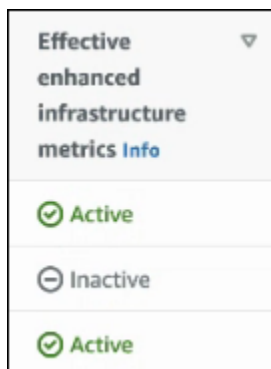 Effective
enhanced
infrastructure
metrics Info
Active
Inactive
Active